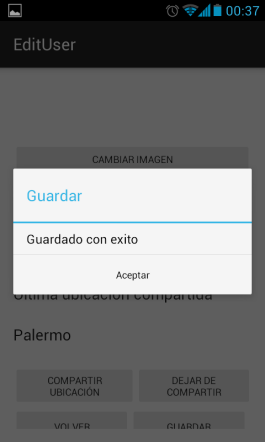 00:37
EditUser
CAMBIAR IMAGEN
Guardar
Guardado con exito
Aceptar
Última ubicación compartida
Palermo
COMPARTIR UBICACIÓN
DEJAR DE COMPARTIR
VOLVER
GUARDAR